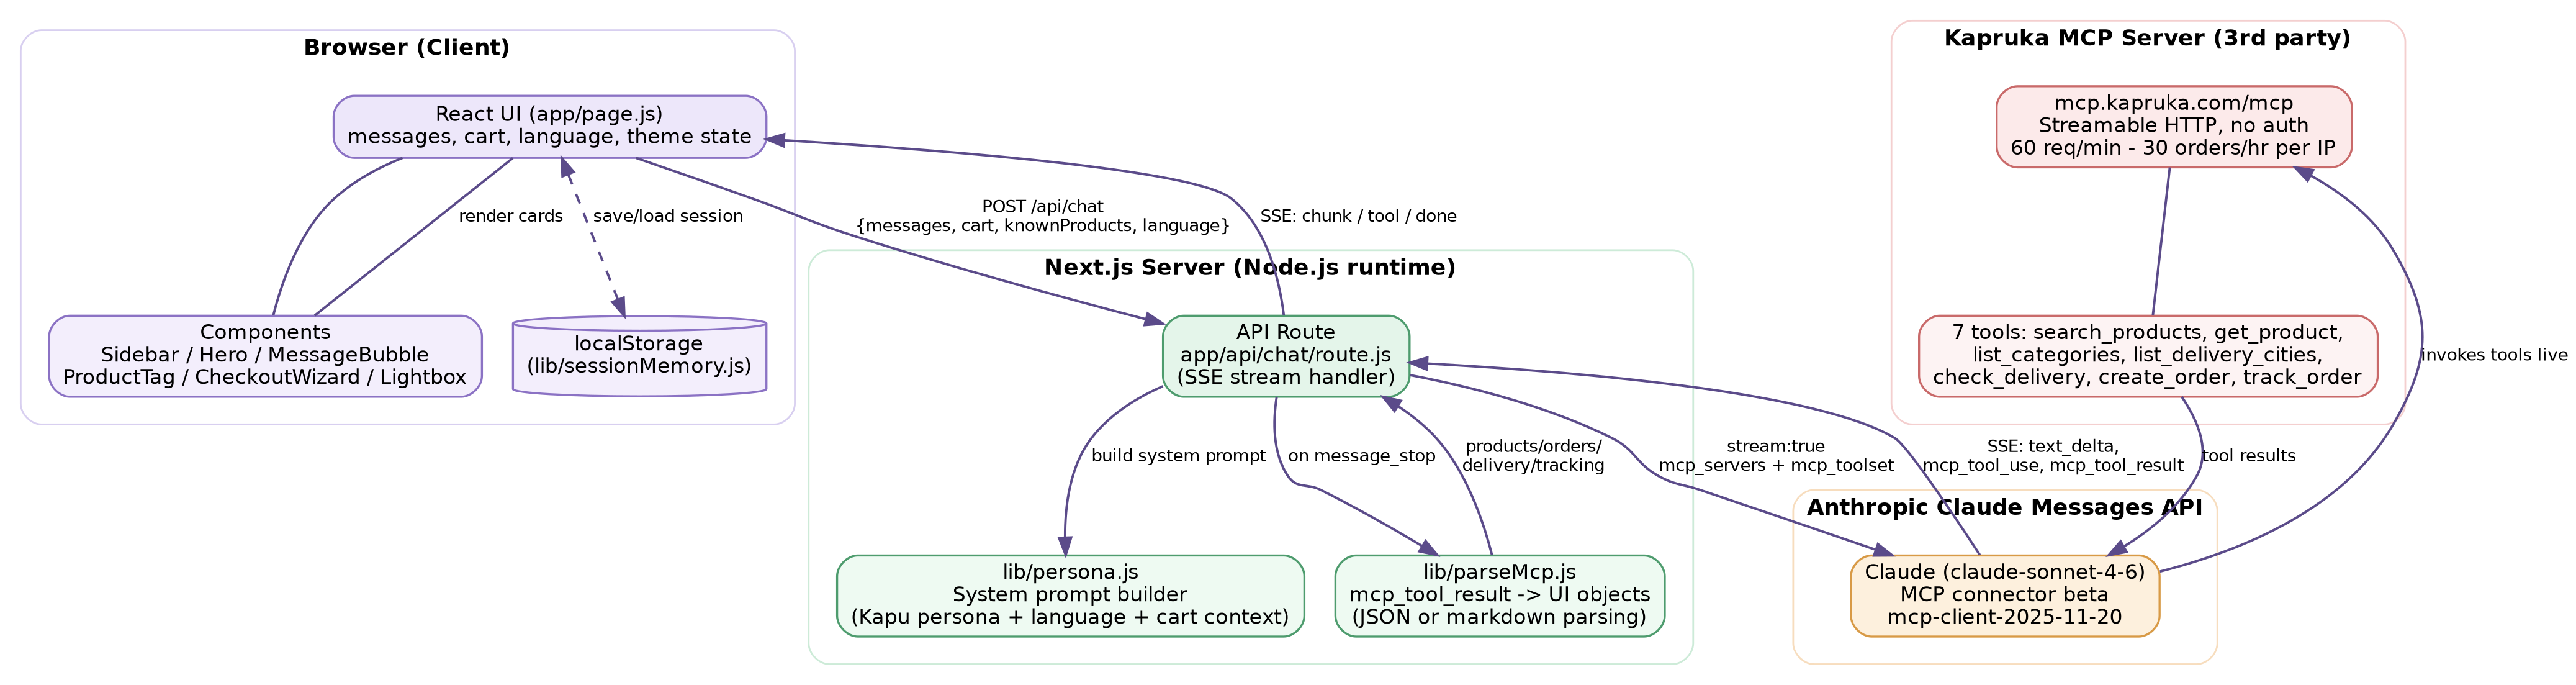 Browser (Client)
React UI (app/page.js)
messages, cart, language, theme state
render cards
save/load session
Components
Sidebar / Hero / MessageBubble
ProductTag / CheckoutWizard / Lightbox
localStorage
(lib/sessionMemory.js)
POST /api/chat
{messages, cart, knownProducts, language}
SSE: chunk / tool / done
Next.js Server (Node.js runtime)
API Route
app/api/chat/route.js
(SSE stream handler)
build system prompt
on message_stop
products/orders/
delivery/tracking
lib/persona.js
System prompt builder
(Kapu persona + language + cart context)
lib/parseMcp.js
mcp_tool_result -> UI objects
(JSON or markdown parsing)
stream:true
mcp_servers + mcp_toolset
SSE: text_delta,
mcp_tool_use, mcp_tool_result
Kapruka MCP Server (3rd party)
mcp.kapruka.com/mcp
Streamable HTTP, no auth
60 req/min - 30 orders/hr per IP
7 tools: search_products, get_product,
list_categories, list_delivery_cities,
check_delivery, create_order, track_order
invokes tools live
tool results
Anthropic Claude Messages API
Claude (claude-sonnet-4-6)
MCP connector beta
mcp-client-2025-11-20